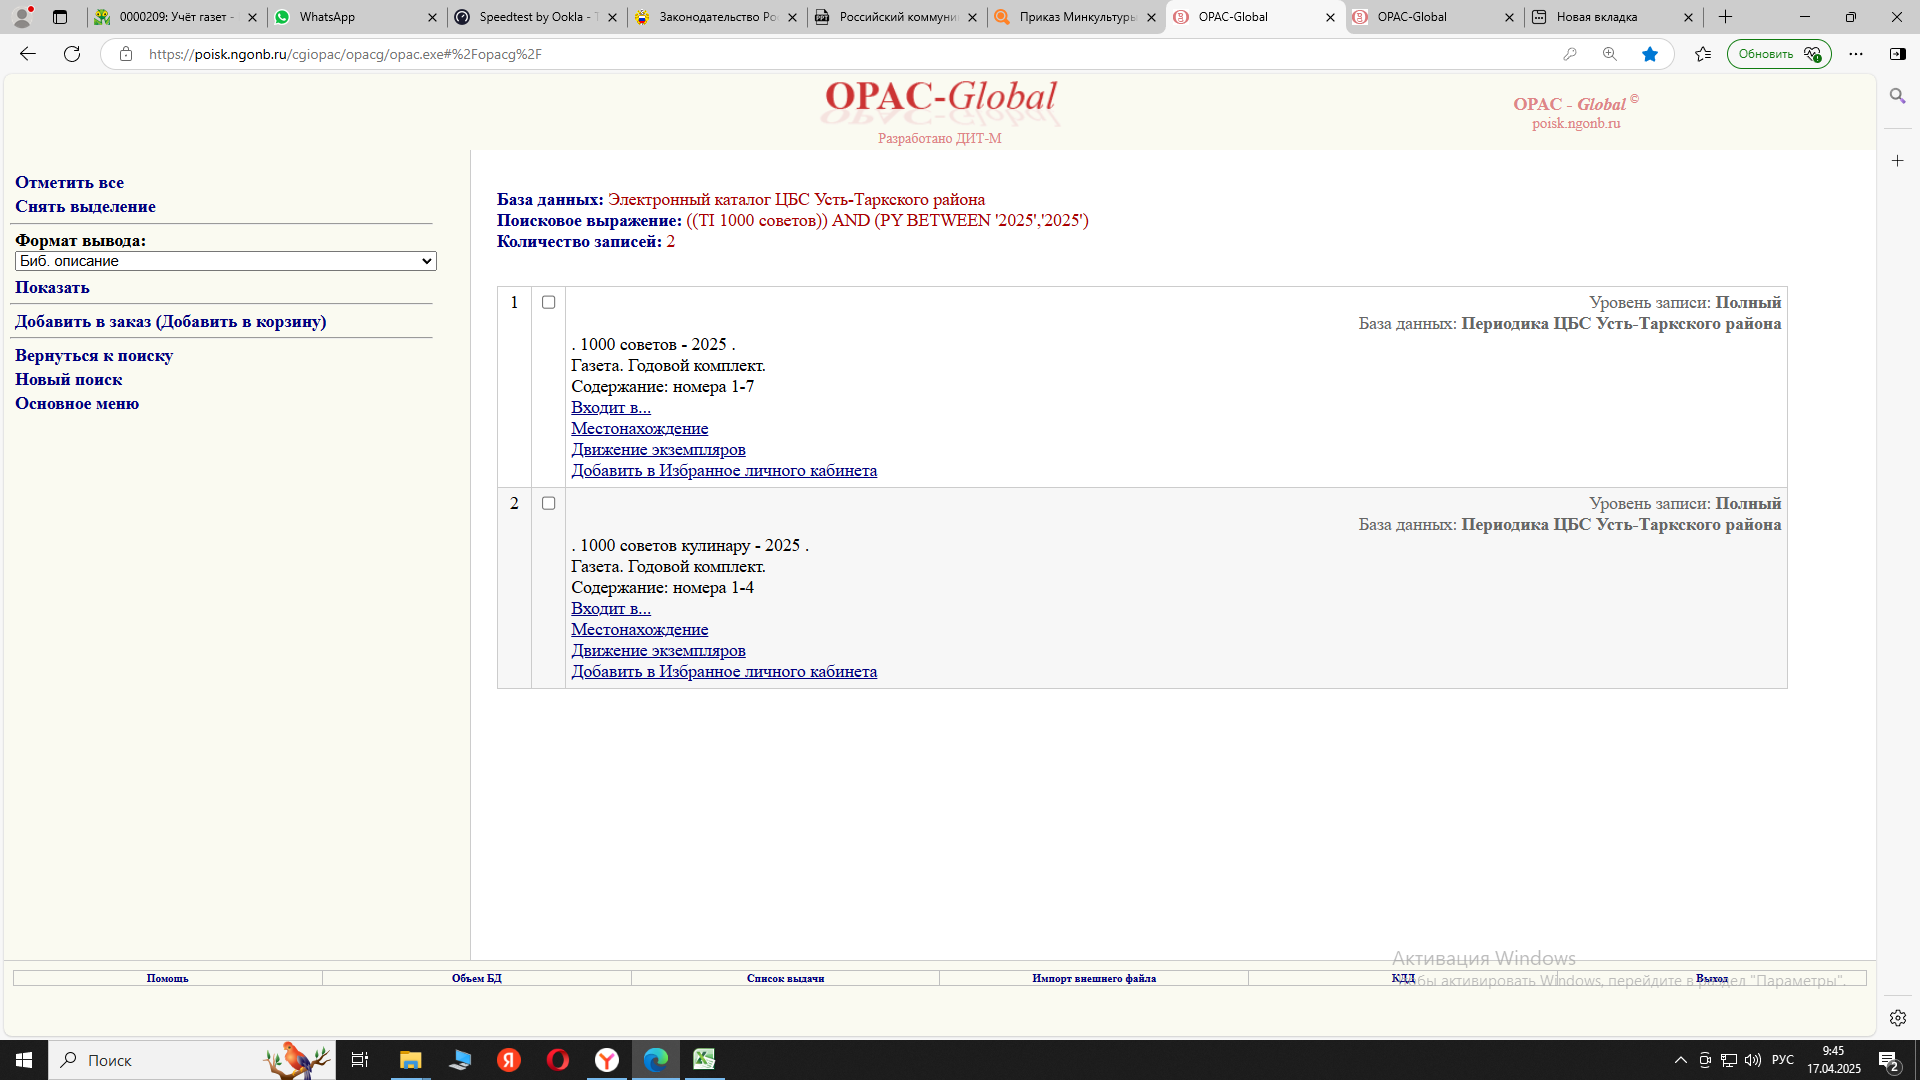 0000209: Учёт газет -
WhatsApp
Speedtest by Ookla - T
Законодательство Ро
Российский коммуни
Приказ Минкультуры
OPAC-Global
OPAC-Global
Новая вкладка
https://poisk.ngonb.ru/cgiopac/opacg/opac.exe#%2Fopacg%2F
Обновить
OPAC-Global
Разработано ДИТ-М
OPAC - Global ©
poisk.ngonb.ru
Отметить все
Снять выделение
Формат вывода:
Биб. описание
Показать
Добавить в заказ (Добавить в корзину)
Вернуться к поиску
Новый поиск
Основное меню
База данных: Электронный каталог ЦБС Усть-Таркского района
Поисковое выражение: ((TI 1000 советов)) AND (PY BETWEEN '2025','2025')
Количество записей: 2
1
Уровень записи: Полный
База данных: Периодика ЦБС Усть-Таркского района
. 1000 советов - 2025 .
Газета. Годовой комплект.
Содержание: номера 1-7
Входит в...
Местонахождение
Движение экземпляров
Добавить в Избранное личного кабинета
2
Уровень записи: Полный
База данных: Периодика ЦБС Усть-Таркского района
. 1000 советов кулинару - 2025 .
Газета. Годовой комплект.
Содержание: номера 1-4
Входит в...
Местонахождение
Движение экземпляров
Добавить в Избранное личного кабинета
Активация Windows
Чтобы активировать Windows, перейдите в раздел "Параметры".
Помощь
Объем БД
Список выдачи
Импорт внешнего файла
КДД
Выход
Поиск
РУС
9:45
17.04.2025
2